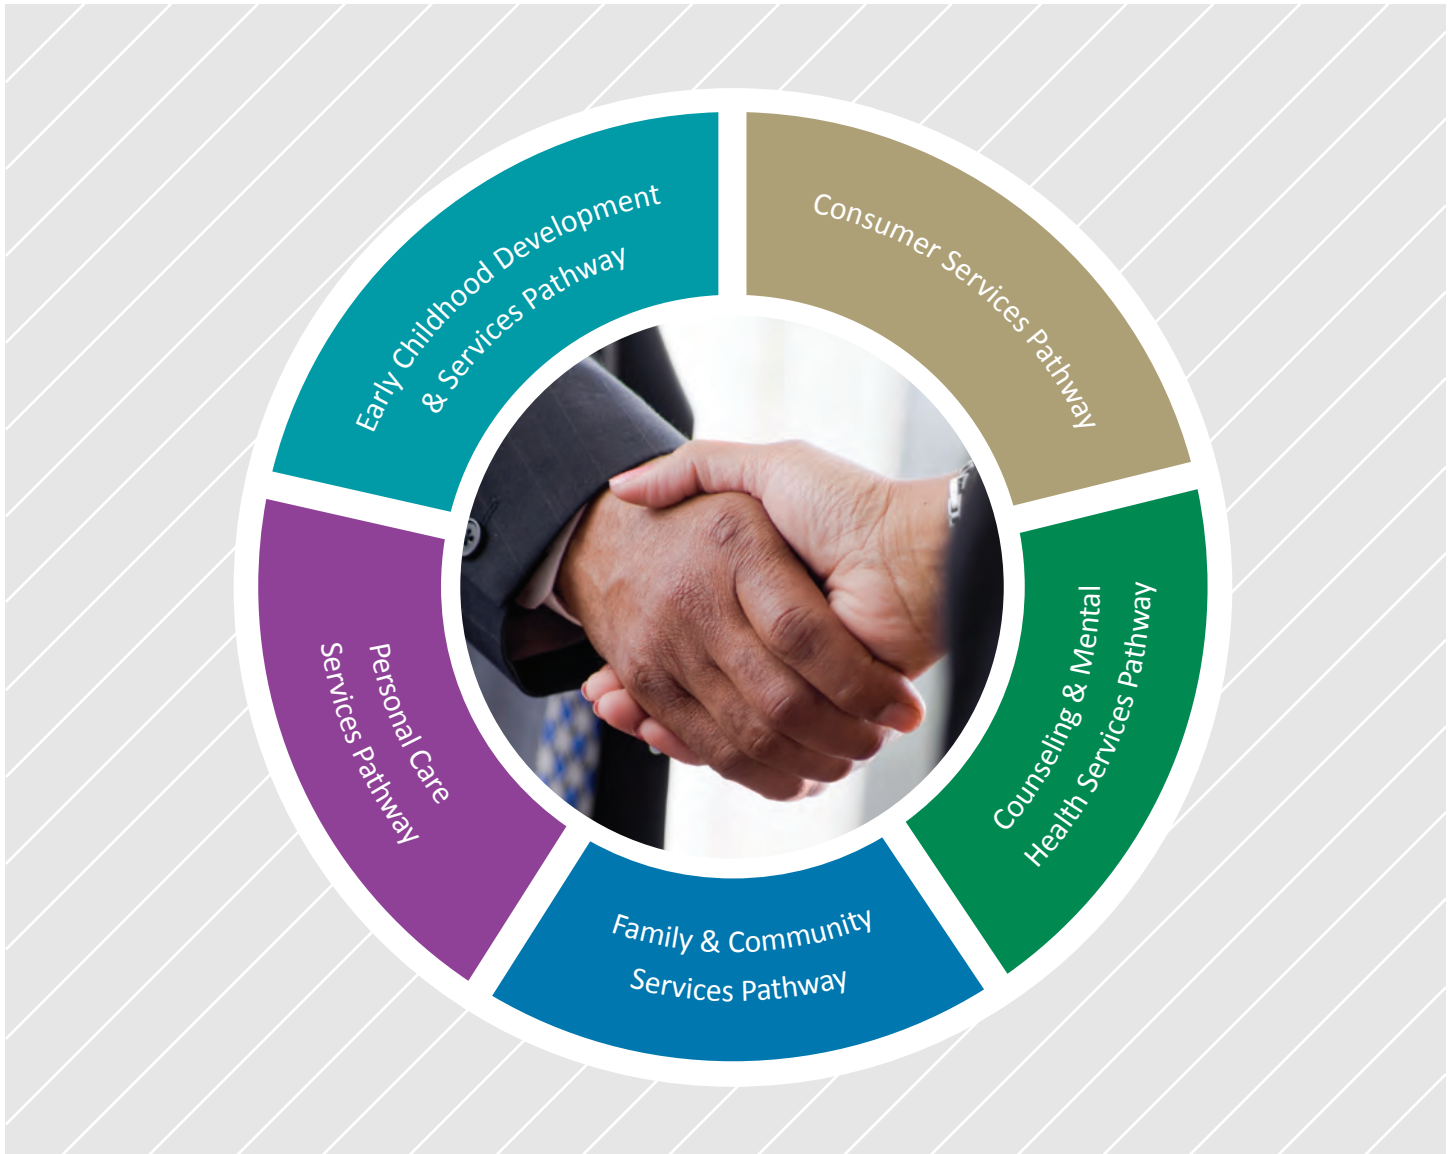 Early Childhood Development
& Services Pathway
Consumer Services Pathway
Counseling & Mental
Health Services Pathway
Family & Community
Services Pathway
Personal Care
Services Pathway